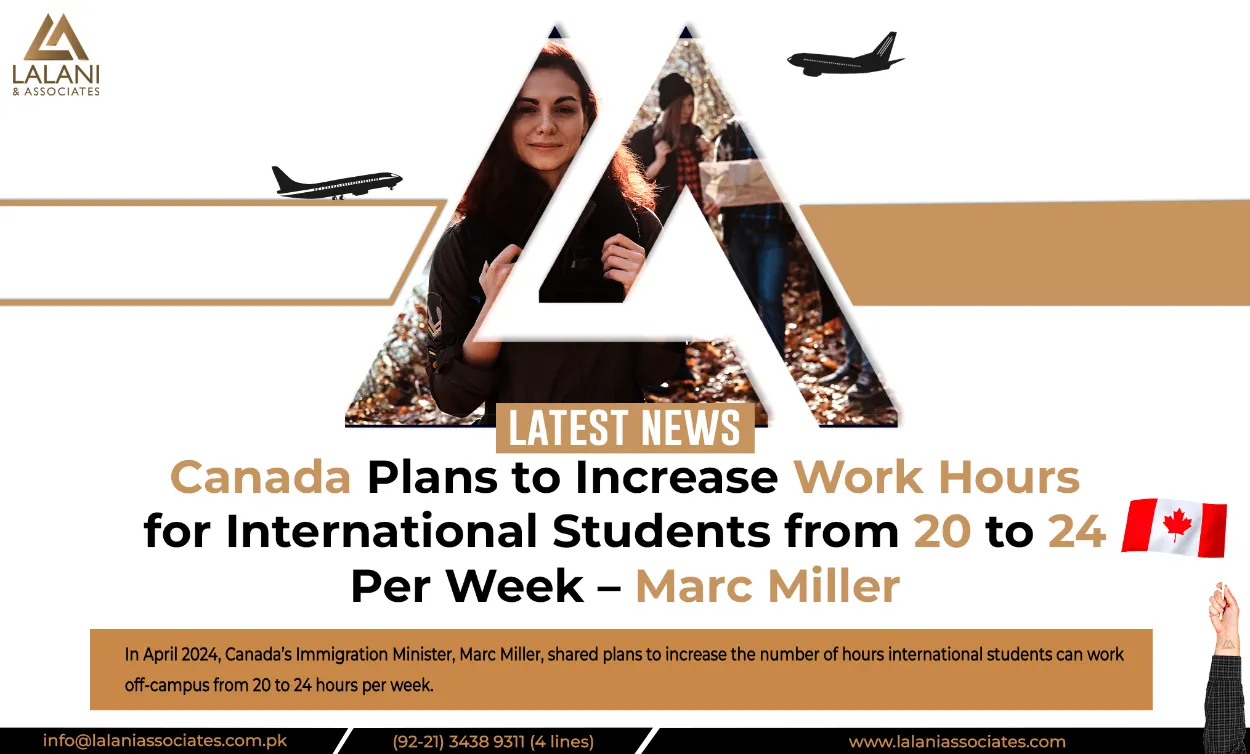 LALANI
& ASSOCIATES
LATEST NEWS
Canada Plans to Increase Work Hours
for International Students from 20 to 24
Per Week – Marc Miller
In April 2024, Canada’s Immigration Minister, Marc Miller, shared plans to increase the number of hours international students can work
off-campus from 20 to 24 hours per week.
info@lalaniassociates.com.pk
(92-21) 3438 9311 (4 lines)
www.lalaniassociates.com